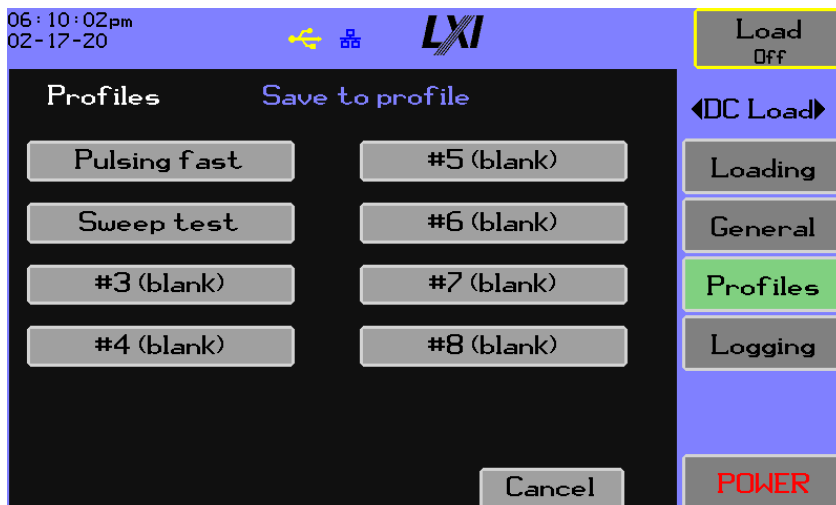 06:10:02pm
02-17-20
LXI
Load
Off
Profiles
Save to profile
◀DC Load▶
Pulsing fast
#5 (blank)
Loading
Sweep test
#6 (blank)
General
#3 (blank)
#7 (blank)
Profiles
#4 (blank)
#8 (blank)
Logging
Cancel
POWER